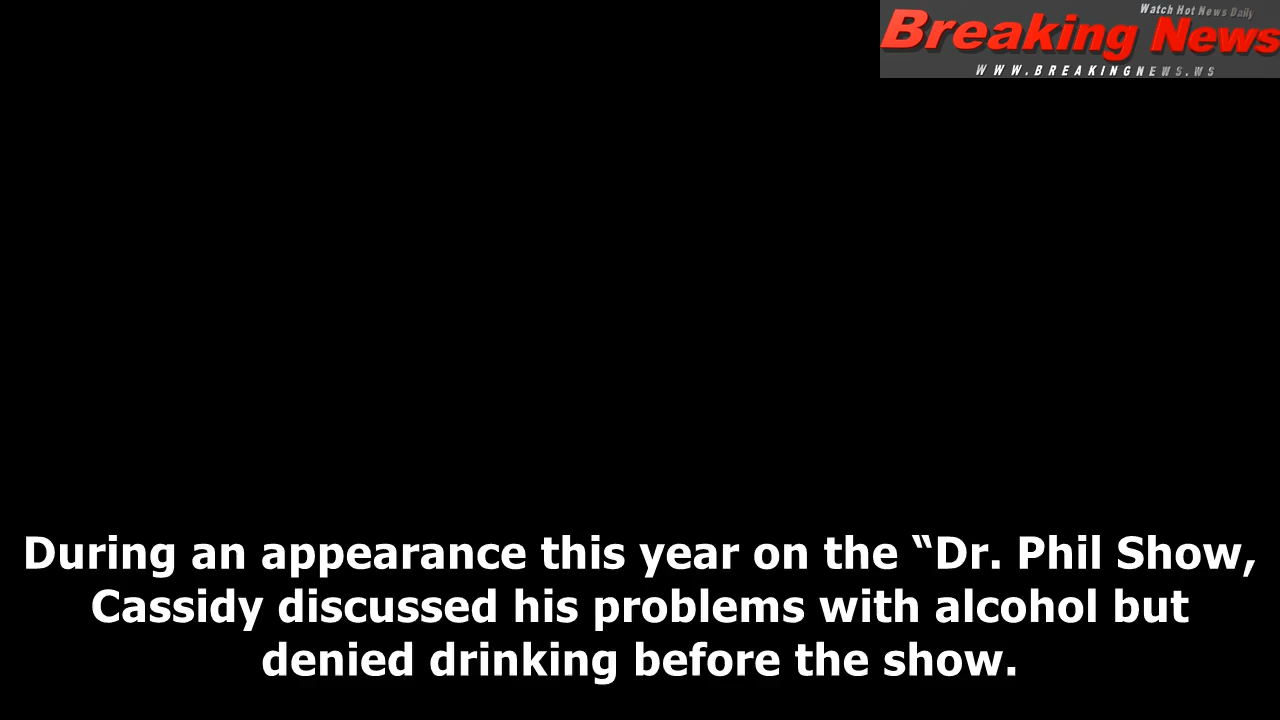 Watch Hot News Daily
Breaking News
WWW.BREAKINGNEWS.WS
During an appearance this year on the “Dr. Phil Show,
Cassidy discussed his problems with alcohol but
denied drinking before the show.